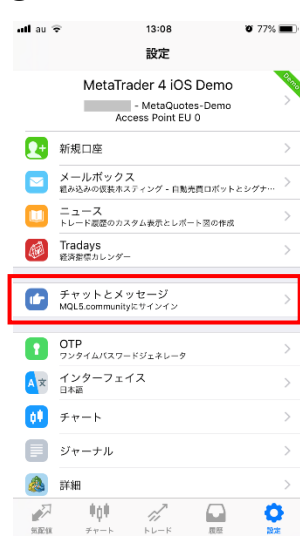 au 13:08 77%
設定
Demo
MetaTrader 4 iOS Demo
- MetaQuotes-Demo
Access Point EU 0
新規口座
メールボックス
組み込みの仮装ホスティング - 自動売買ロボットとシグナ…
ニュース
トレード履歴のカスタム表示とレポート図の作成
Tradays
経済指標カレンダー
チャットとメッセージ
MQL5.communityにサインイン
OTP
ワンタイムパスワードジェネレータ
インターフェイス
日本語
チャート
ジャーナル
詳細
気配値 チャート トレード 履歴 設定